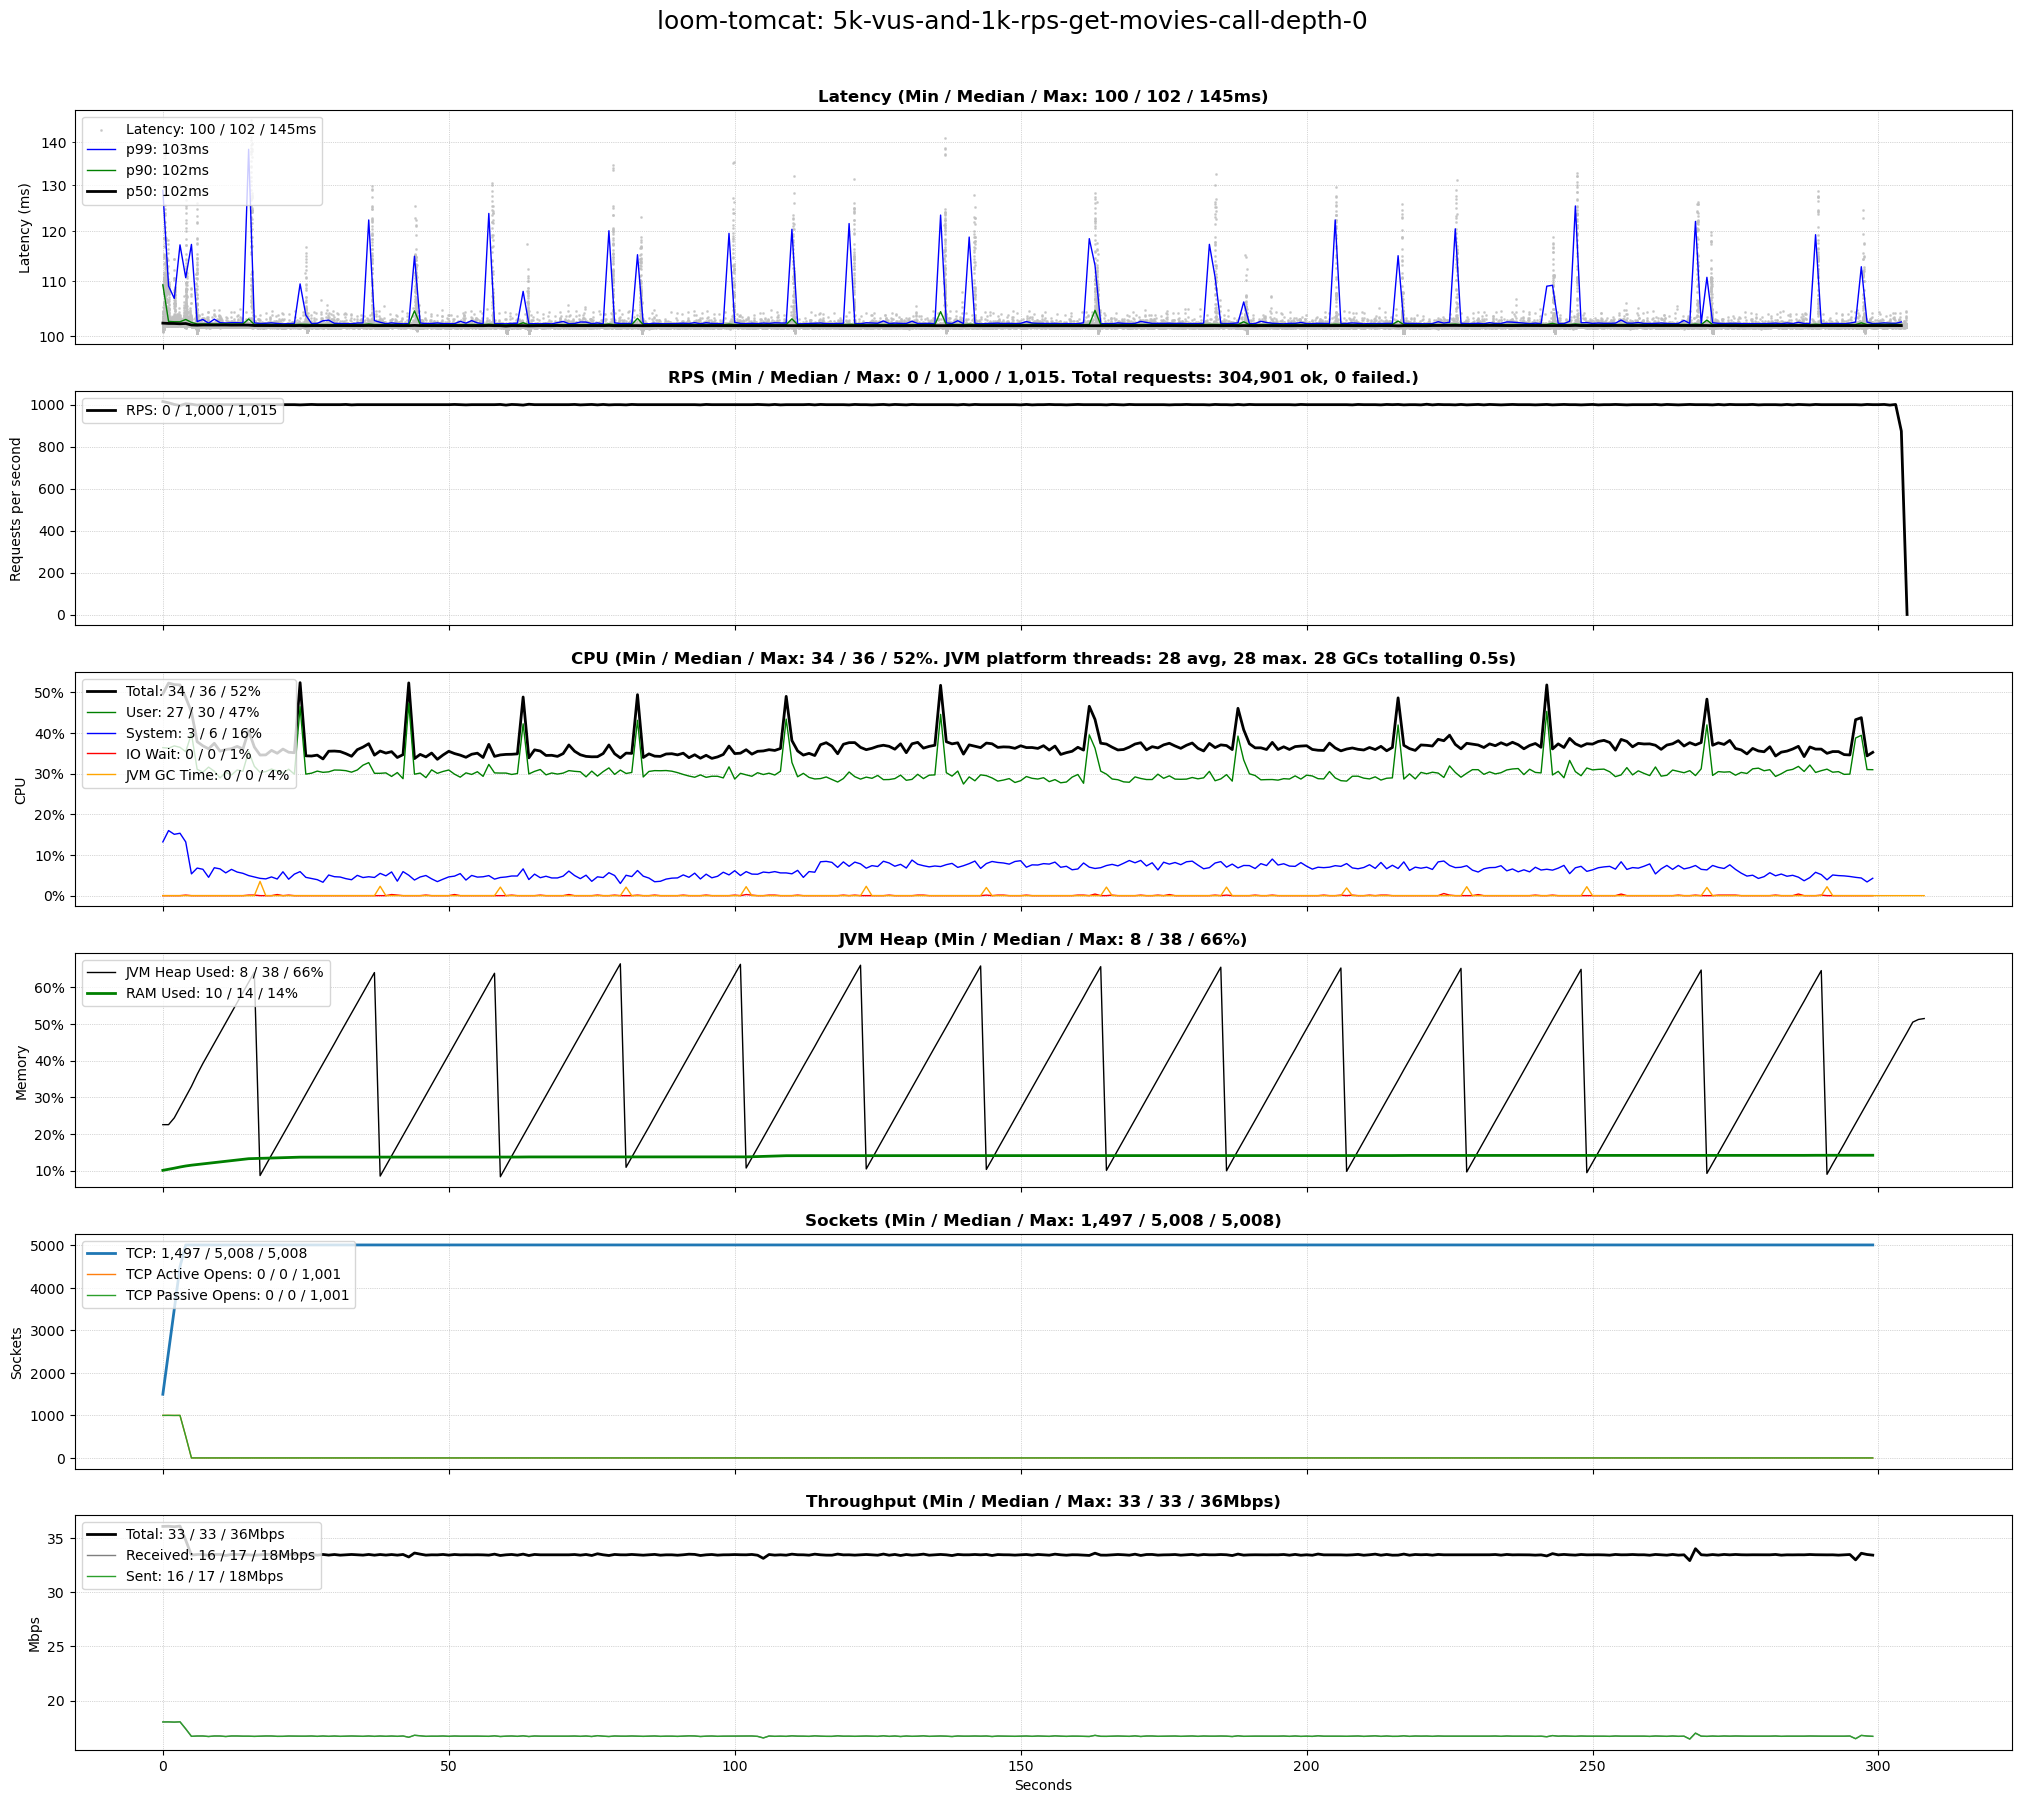 loom-tomcat: 5k-vus-and-1k-rps-get-movies-call-depth-0
Latency (Min / Median / Max: 100 / 102 / 145ms)
Latency (ms)
140
130
120
110
100
Latency: 100 / 102 / 145ms
p99: 103ms
p90: 102ms
p50: 102ms
RPS (Min / Median / Max: 0 / 1,000 / 1,015. Total requests: 304,901 ok, 0 failed.)
Requests per second
1000
800
600
400
200
0
RPS: 0 / 1,000 / 1,015
CPU (Min / Median / Max: 34 / 36 / 52%. JVM platform threads: 28 avg, 28 max. 28 GCs totalling 0.5s)
CPU
50%
40%
30%
20%
10%
0%
Total: 34 / 36 / 52%
User: 27 / 30 / 47%
System: 3 / 6 / 16%
IO Wait: 0 / 0 / 1%
JVM GC Time: 0 / 0 / 4%
JVM Heap (Min / Median / Max: 8 / 38 / 66%)
Memory
60%
50%
40%
30%
20%
10%
JVM Heap Used: 8 / 38 / 66%
RAM Used: 10 / 14 / 14%
Sockets (Min / Median / Max: 1,497 / 5,008 / 5,008)
Sockets
5000
4000
3000
2000
1000
0
TCP: 1,497 / 5,008 / 5,008
TCP Active Opens: 0 / 0 / 1,001
TCP Passive Opens: 0 / 0 / 1,001
Throughput (Min / Median / Max: 33 / 33 / 36Mbps)
Mbps
35
30
25
20
Total: 33 / 33 / 36Mbps
Received: 16 / 17 / 18Mbps
Sent: 16 / 17 / 18Mbps
0 50 100 150 200 250 300
Seconds